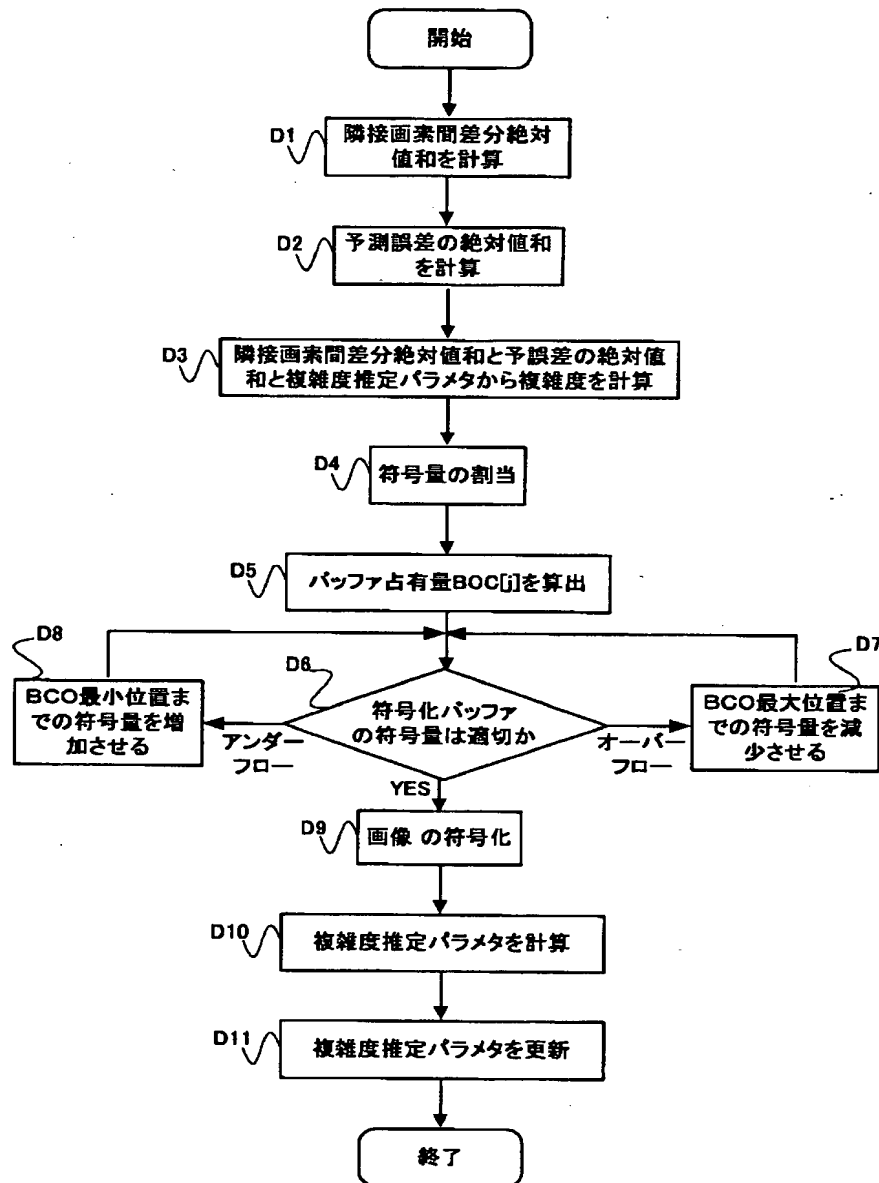 開始
D1
隣接画素間差分絶対
値和を計算
D2
予測誤差の絶対値和
を計算
D3
隣接画素間差分絶対値和と予誤差の絶対値
和と複雑度推定パラメタから複雑度を計算
D4
符号量の割当
D5
バッファ占有量BOC[j]を算出
D8
BCO最小位置ま
での符号量を増
加させる
D6
符号化バッファ
の符号量は適切か
D7
BCO最大位置ま
での符号量を減
少させる
アンダー
フロー
オーバー
フロー
YES
D9
画像 の符号化
D10
複雑度推定パラメタを計算
D11
複雑度推定パラメタを更新
終了